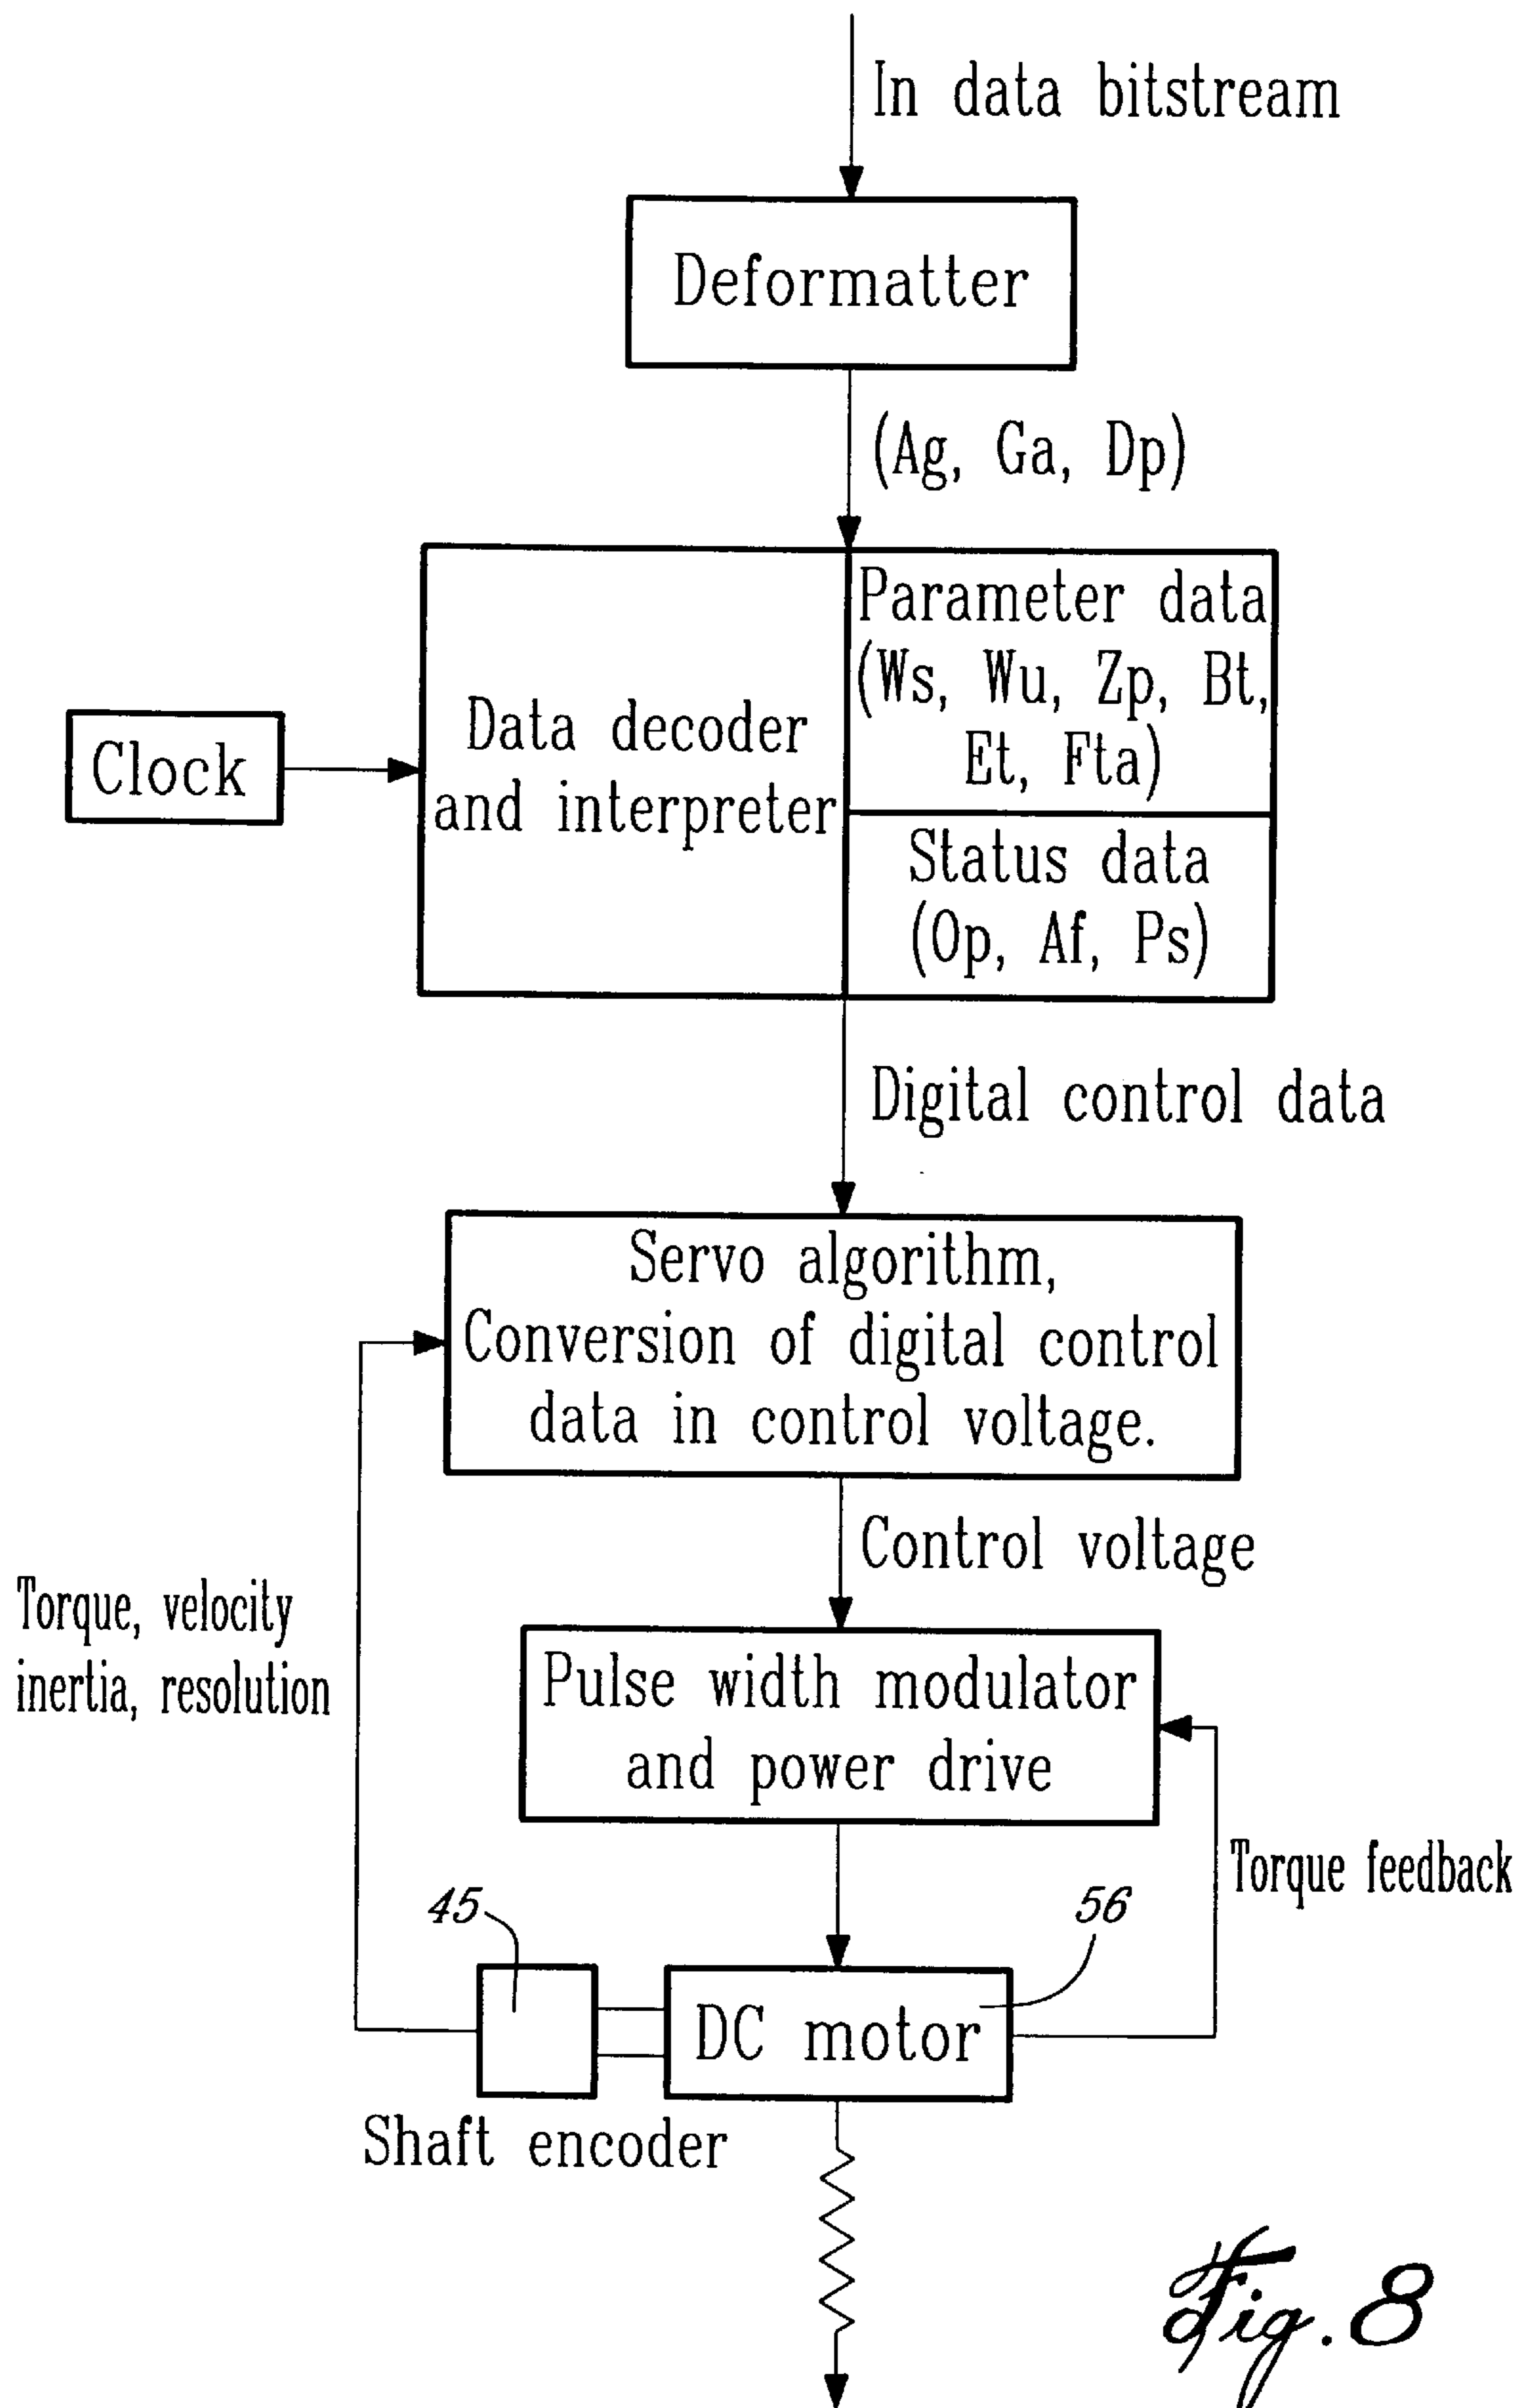 In data bitstream
Deformatter
(Ag, Ga, Dp)
Parameter data
(Ws, Wu, Zp, Bt,
Et, Fta)
Data decoder
and interpreter
Clock
Status data
(Op, Af, Ps)
Digital control data
Servo algorithm,
Conversion of digital control
data in control voltage.
Control voltage
Torque, velocity
inertia, resolution
Pulse width modulator
and power drive
Torque feedback
45
56
DC motor
Shaft encoder
Fig. 8